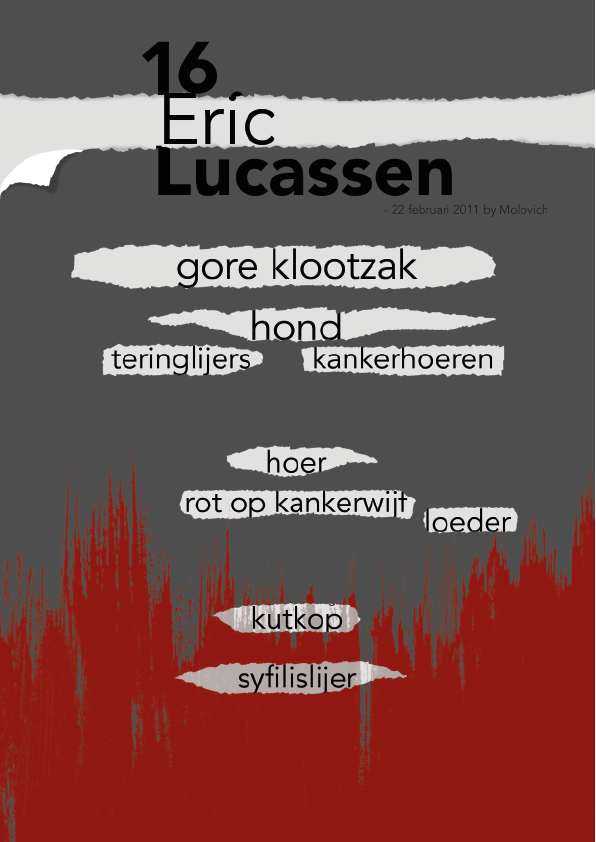 16
Eric
Lucassen
- 22 februari 2011 by Molovich
gore klootzak
hond
teringlijers kankerhoeren
hoer
rot op kankerwijf
loeder
kutkop
syfilislijer